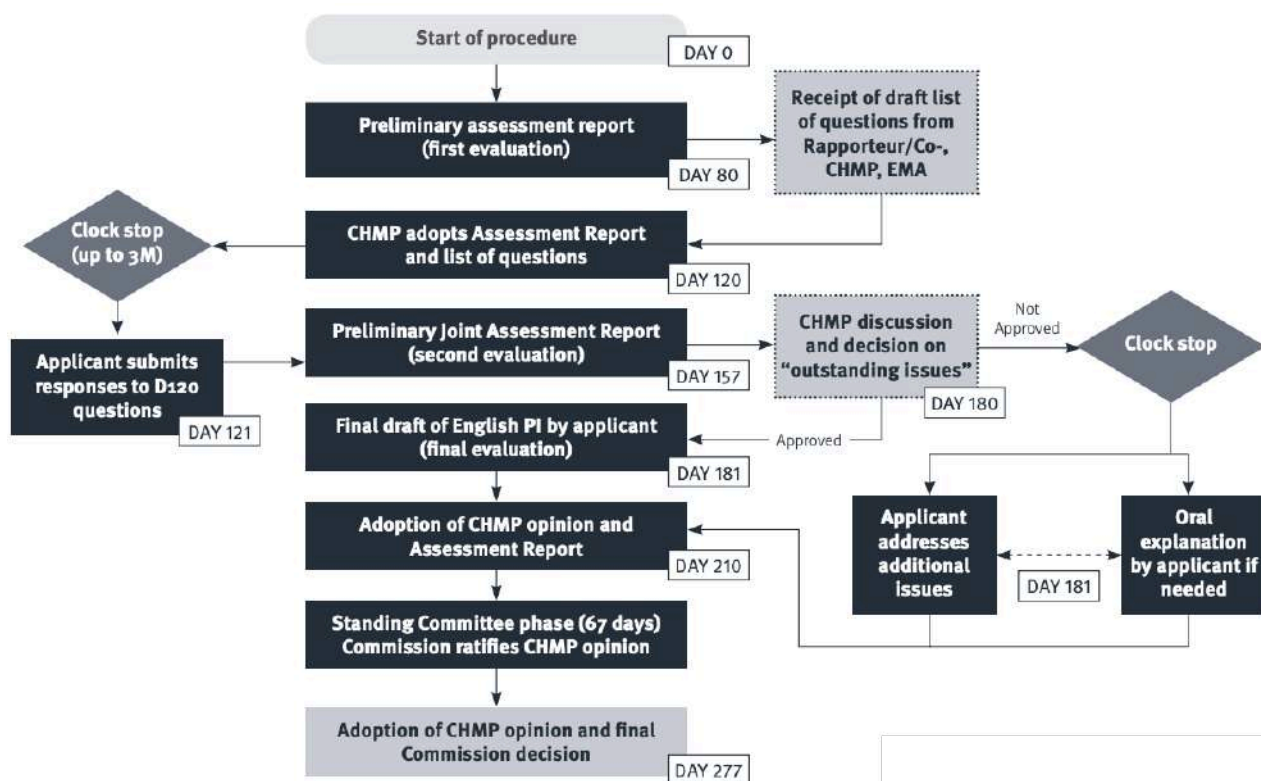 Start of procedure
DAY 0
Preliminary assessment report
(first evaluation)
DAY 80
Receipt of draft list
of questions from
Rapporteur/Co-,
CHMP, EMA
Clock stop
(up to 3M)
CHMP adopts Assessment Report
and list of questions
DAY 120
Applicant submits
responses to D120
questions
DAY 121
Preliminary Joint Assessment Report
(second evaluation)
DAY 157
CHMP discussion
and decision on
“outstanding issues”
DAY 180
Not
Approved
Clock stop
Final draft of English PI by applicant
(final evaluation)
DAY 181
Approved
Applicant
addresses
additional
issues
DAY 181
Oral
explanation
by applicant if
needed
Adoption of CHMP opinion and
Assessment Report
DAY 210
Standing Committee phase (67 days)
Commission ratifies CHMP opinion
Adoption of CHMP opinion and final
Commission decision
DAY 277